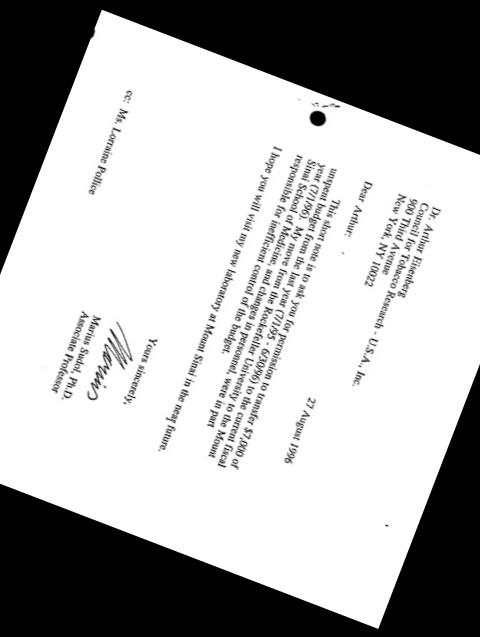 27 August 1996
Dr. Arthur Eisenberg
Council for Tobacco Research - U.S.A., Inc.
900 Third Avenue
New York, NY 10022
Dear Arthur:
This short note is to ask you for permission to transfer $7,000 of
unspent budget from the last year (7/1/95 - 6/30/96) to the current fiscal
year (7/1/96). My move from the Rockefeller University to the Mount
Sinai School of Medicine, and changes in personnel, were in part
responsible for inefficient control of the budget.
I hope you will visit my new laboratory at Mount Sinai in the near future.
Yours sincerely,
Marius
Marius Sudol, Ph.D.
Associate Professor
cc: Ms. Lorraine Pollice